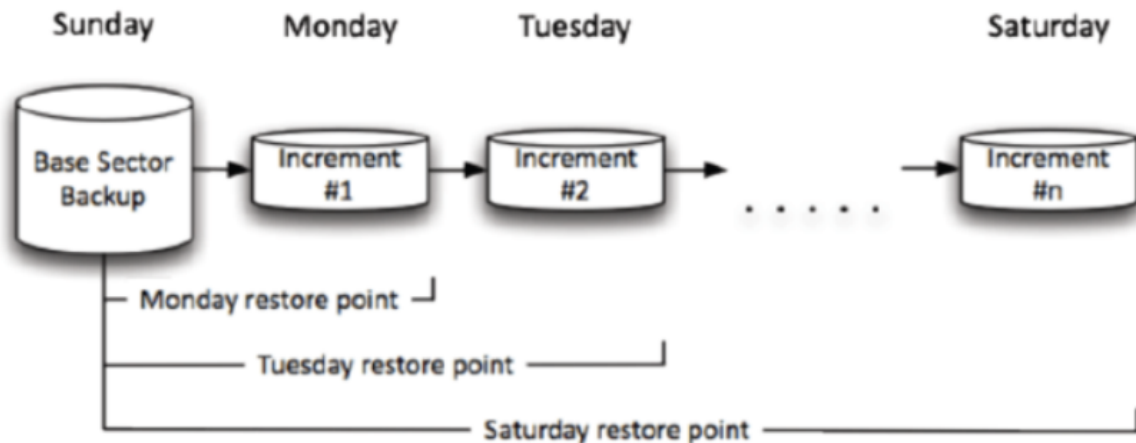 Sunday
Monday
Tuesday
Saturday
Base Sector
Backup
Increment
#1
Increment
#2
. . . . .
Increment
#n
Monday restore point
Tuesday restore point
Saturday restore point